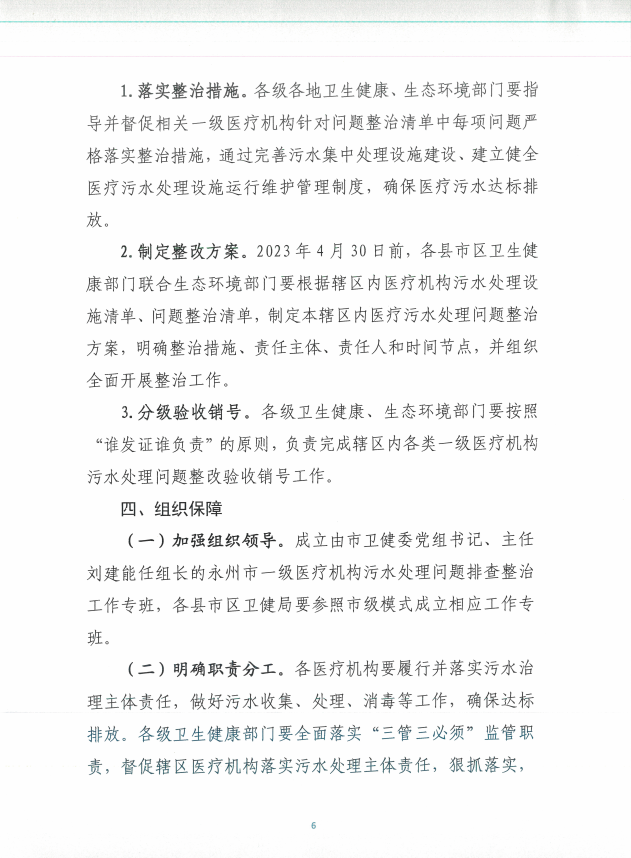 1. 落实整治措施。各级各地卫生健康、生态环境部门要指
导并督促相关一级医疗机构针对问题整治清单中每项问题严
格落实整治措施，通过完善污水集中处理设施建设、建立健全
医疗污水处理设施运行维护管理制度，确保医疗污水达标排
放。
2. 制定整改方案。2023 年 4 月 30 日前，各县市区卫生健
康部门联合生态环境部门要根据辖区内医疗机构污水处理设
施清单、问题整治清单，制定本辖区内医疗污水处理问题整治
方案，明确整治措施、责任主体、责任人和时间节点，并组织
全面开展整治工作。
3. 分级验收销号。各级卫生健康、生态环境部门要按照
“谁发证谁负责”的原则，负责完成辖区内各类一级医疗机构
污水处理问题整改验收销号工作。
四、组织保障
（一）加强组织领导。成立由市卫健委党组书记、主任
刘建能任组长的永州市一级医疗机构污水处理问题排查整治
工作专班，各县市区卫健局要参照市级模式成立相应工作专
班。
（二）明确职责分工。各医疗机构要履行并落实污水治
理主体责任，做好污水收集、处理、消毒等工作，确保达标
排放。各级卫生健康部门要全面落实“三管三必须”监管职
责，督促辖区医疗机构落实污水处理主体责任，狠抓落实，
6